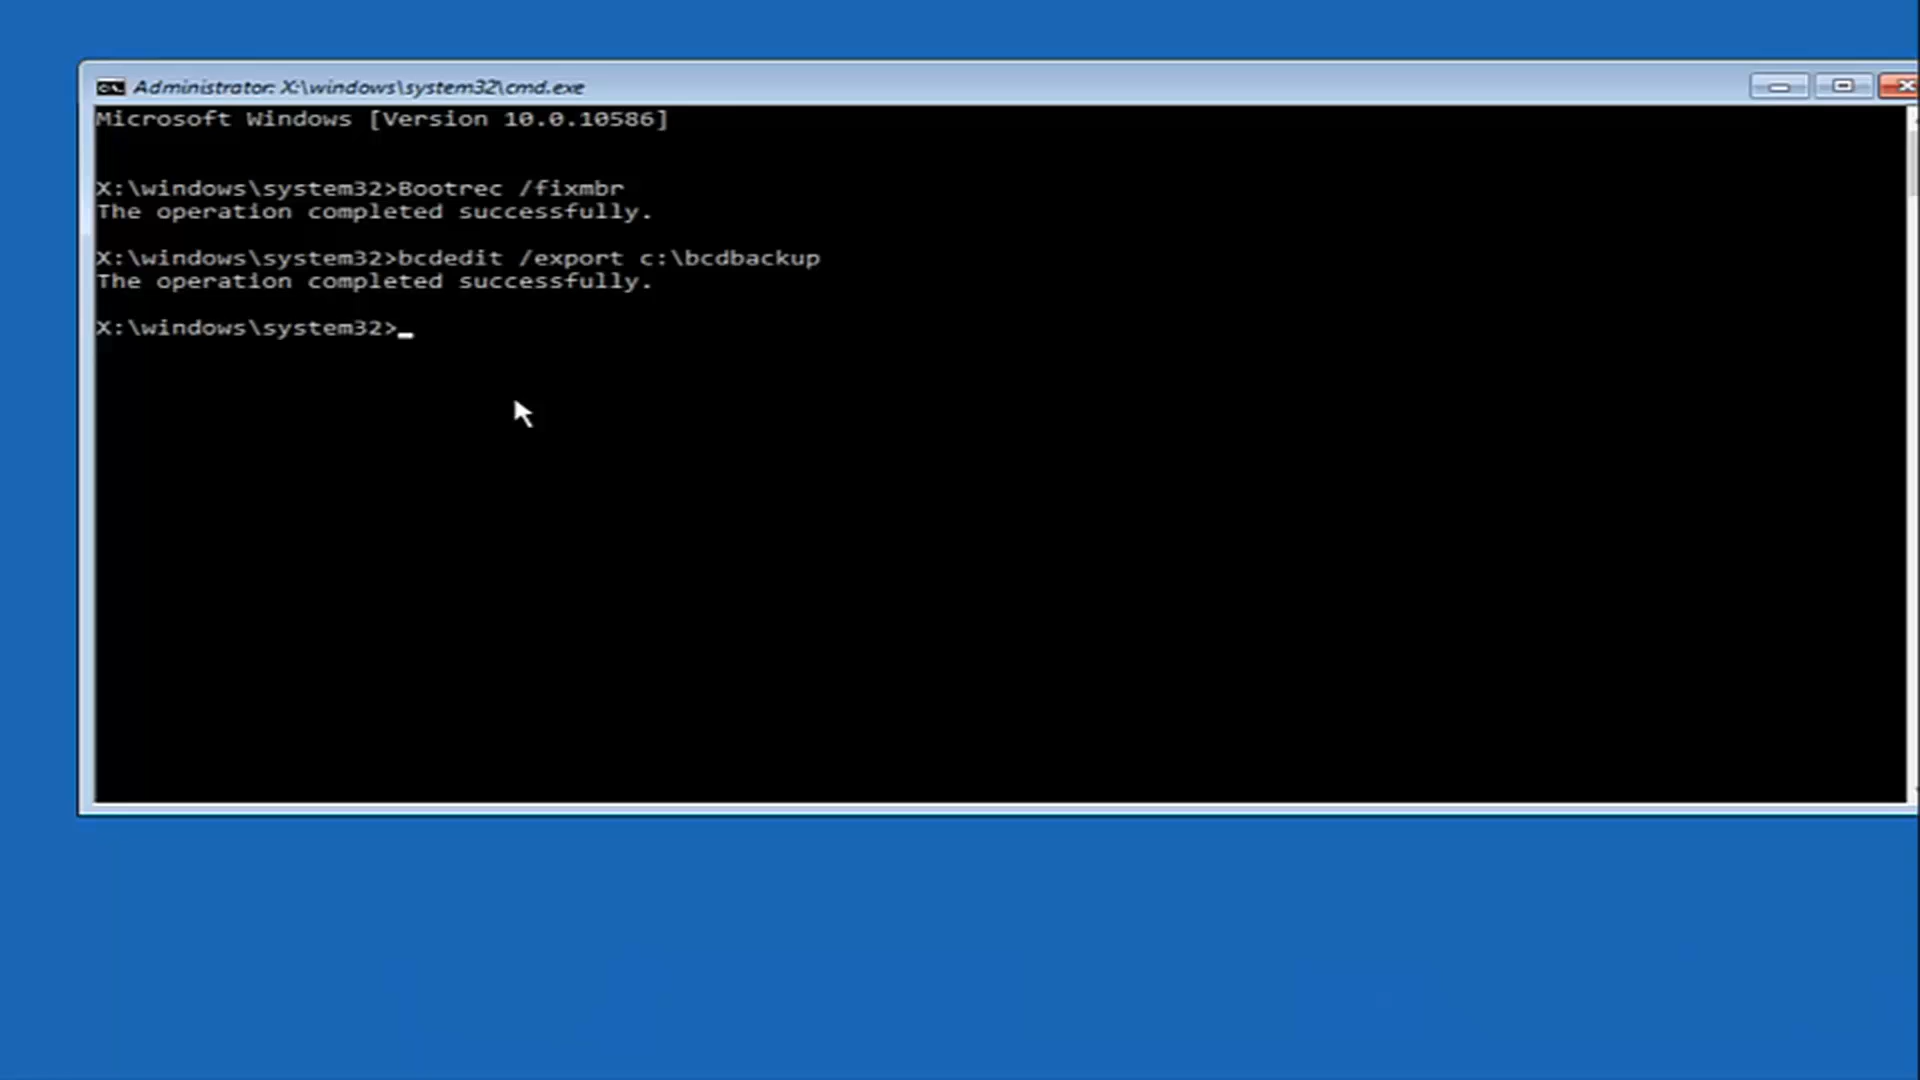 Administrator: X:\windows\system32\cmd.exe
Microsoft Windows [Version 10.0.10586]
X:\windows\system32>Bootrec /fixmbr
The operation completed successfully.
X:\windows\system32>bcdedit /export c:\bcdbackup
The operation completed successfully.
X:\windows\system32>